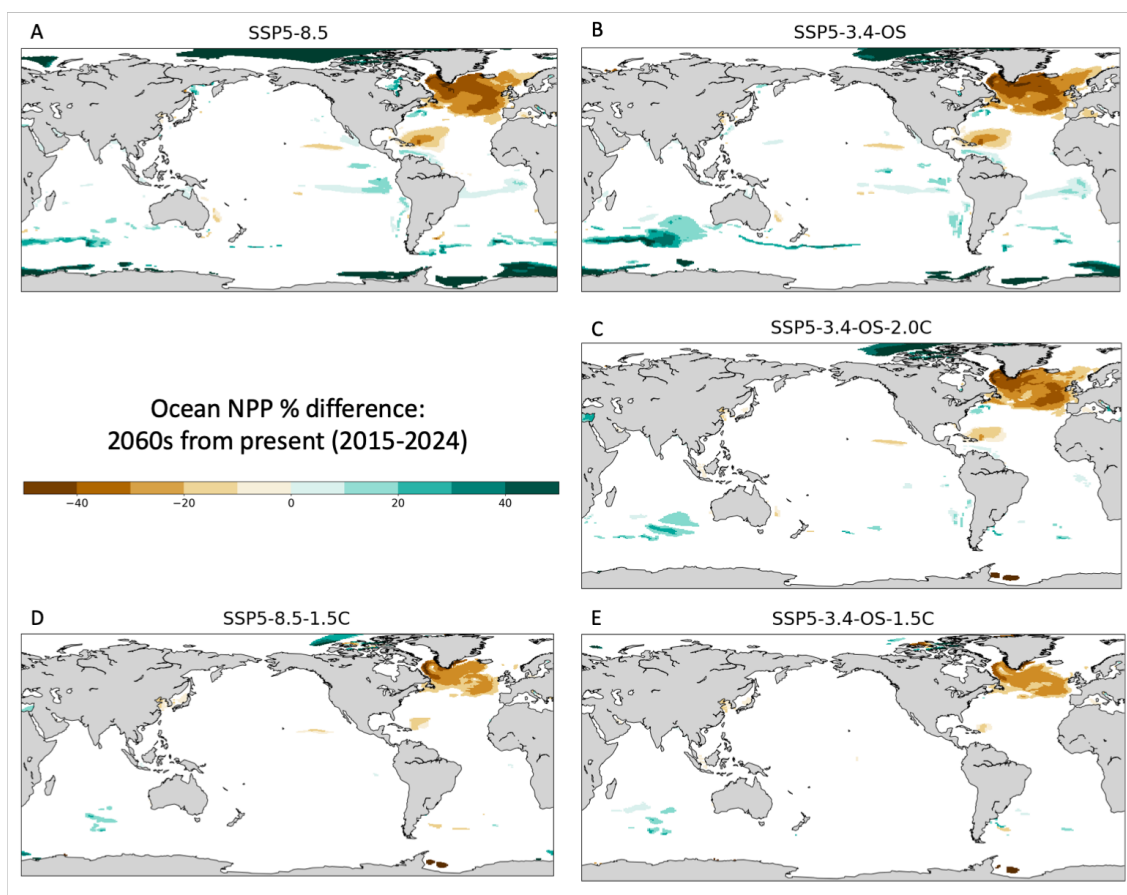 A
SSP5-8.5
B
SSP5-3.4-OS
C
SSP5-3.4-OS-2.0C
Ocean NPP % difference:
2060s from present (2015-2024)
−40 −20 0 20 40
D
SSP5-8.5-1.5C
E
SSP5-3.4-OS-1.5C